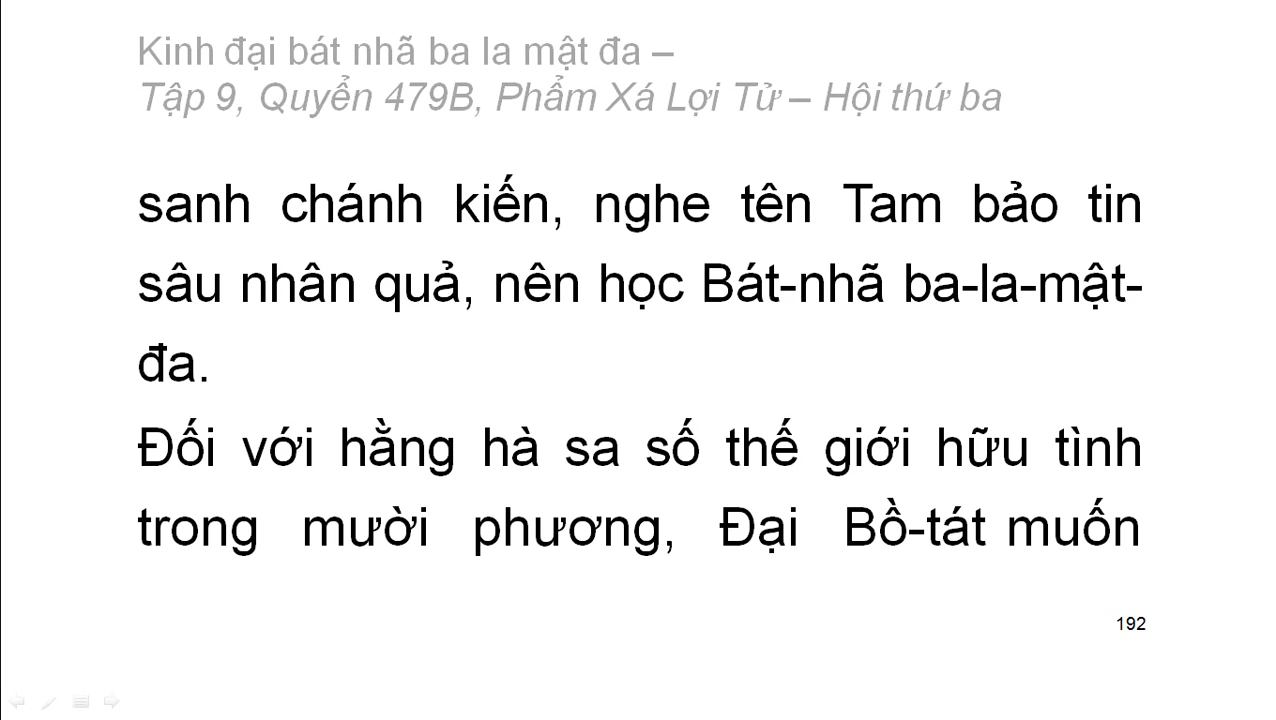 Kinh đại bát nhã ba la mật đa –
Tập 9, Quyển 479B, Phẩm Xá Lợi Tử – Hội thứ ba
sanh chánh kiến, nghe tên Tam bảo tin
sâu nhân quả, nên học Bát-nhã ba-la-mật-
đa.
Đối với hằng hà sa số thế giới hữu tình
trong mười phương, Đại Bồ-tát muốn
192